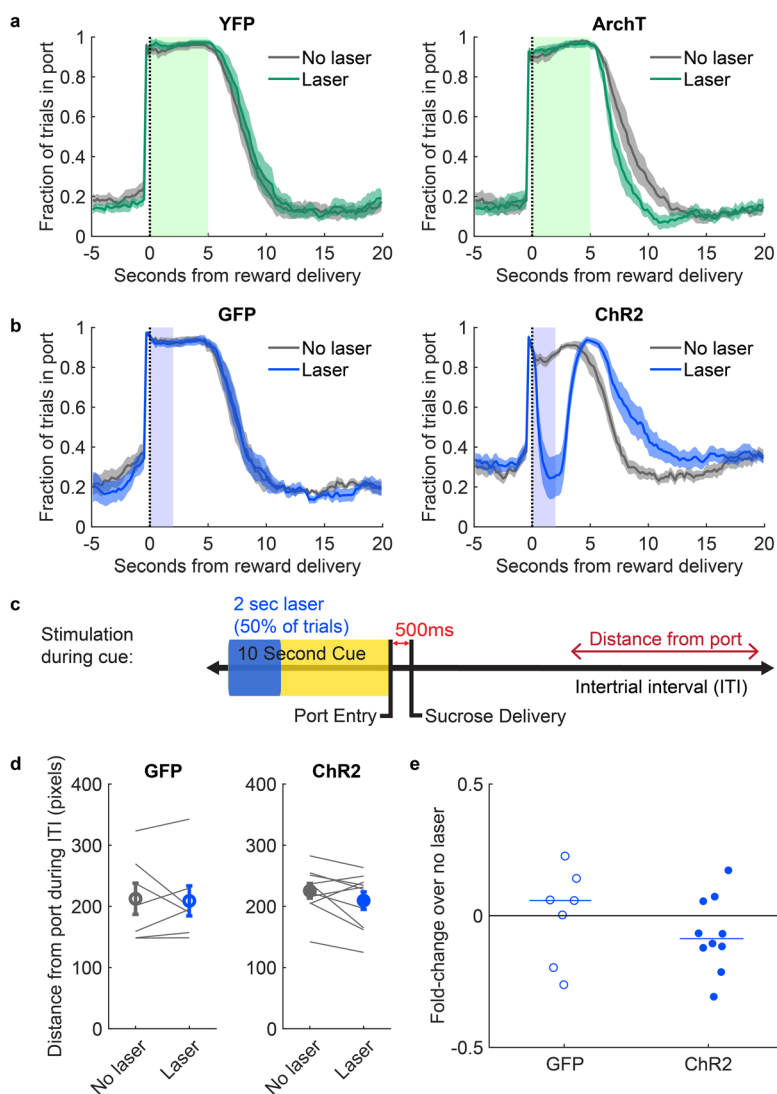 a
YFP
ArchT
Fraction of trials in port
1
0.8
0.6
0.4
0.2
0
No laser
Laser
-5 0 5 10 15 20
Seconds from reward delivery
Fraction of trials in port
1
0.8
0.6
0.4
0.2
0
No laser
Laser
-5 0 5 10 15 20
Seconds from reward delivery
b
GFP
ChR2
Fraction of trials in port
1
0.8
0.6
0.4
0.2
0
No laser
Laser
-5 0 5 10 15 20
Seconds from reward delivery
Fraction of trials in port
1
0.8
0.6
0.4
0.2
0
No laser
Laser
-5 0 5 10 15 20
Seconds from reward delivery
c
Stimulation
during cue:
2 sec laser
(50% of trials)
500ms
Distance from port
10 Second Cue
Intertrial interval (ITI)
Port Entry
Sucrose Delivery
d
GFP
ChR2
Distance from port during ITI (pixels)
400
300
200
100
0
No laser
Laser
400
300
200
100
0
No laser
Laser
e
Fold-change over no laser
0.5
0
-0.5
GFP
ChR2